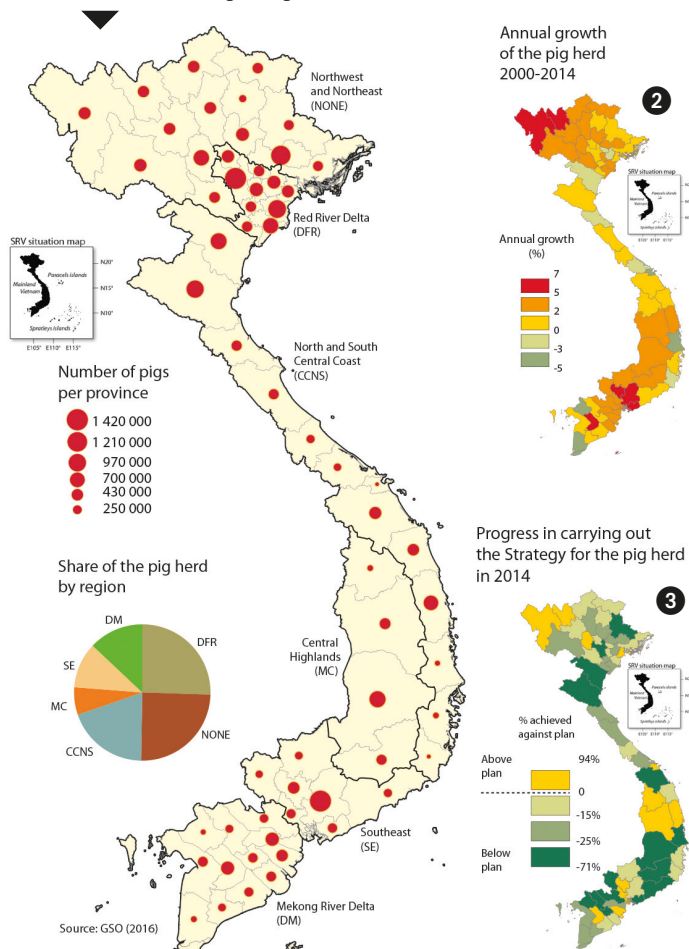 Northwest
and Northeast
(NONE)
Red River Delta
(DFR)
SRV situation map
N20°
Paracels islands
Mainland
Vietnam
N15°
N10°
Spratleys Islands
E105° E110° E115°
North and South
Central Coast
(CCNS)
Number of pigs
per province
1 420 000
1 210 000
970 000
700 000
430 000
250 000
Share of the pig herd
by region
DM
DFR
SE
MC
CCNS
NONE
Central
Highlands
(MC)
Southeast
(SE)
Mekong River Delta
(DM)
Source: GSO (2016)
Annual growth
of the pig herd
2000-2014
2
SRV situation map
Annual growth
(%)
7
5
2
0
-3
-5
Progress in carrying out
the Strategy for the pig herd
in 2014
3
SRV situation map
% achieved
against plan
Above
plan
94%
0
-15%
-25%
Below
plan
-71%